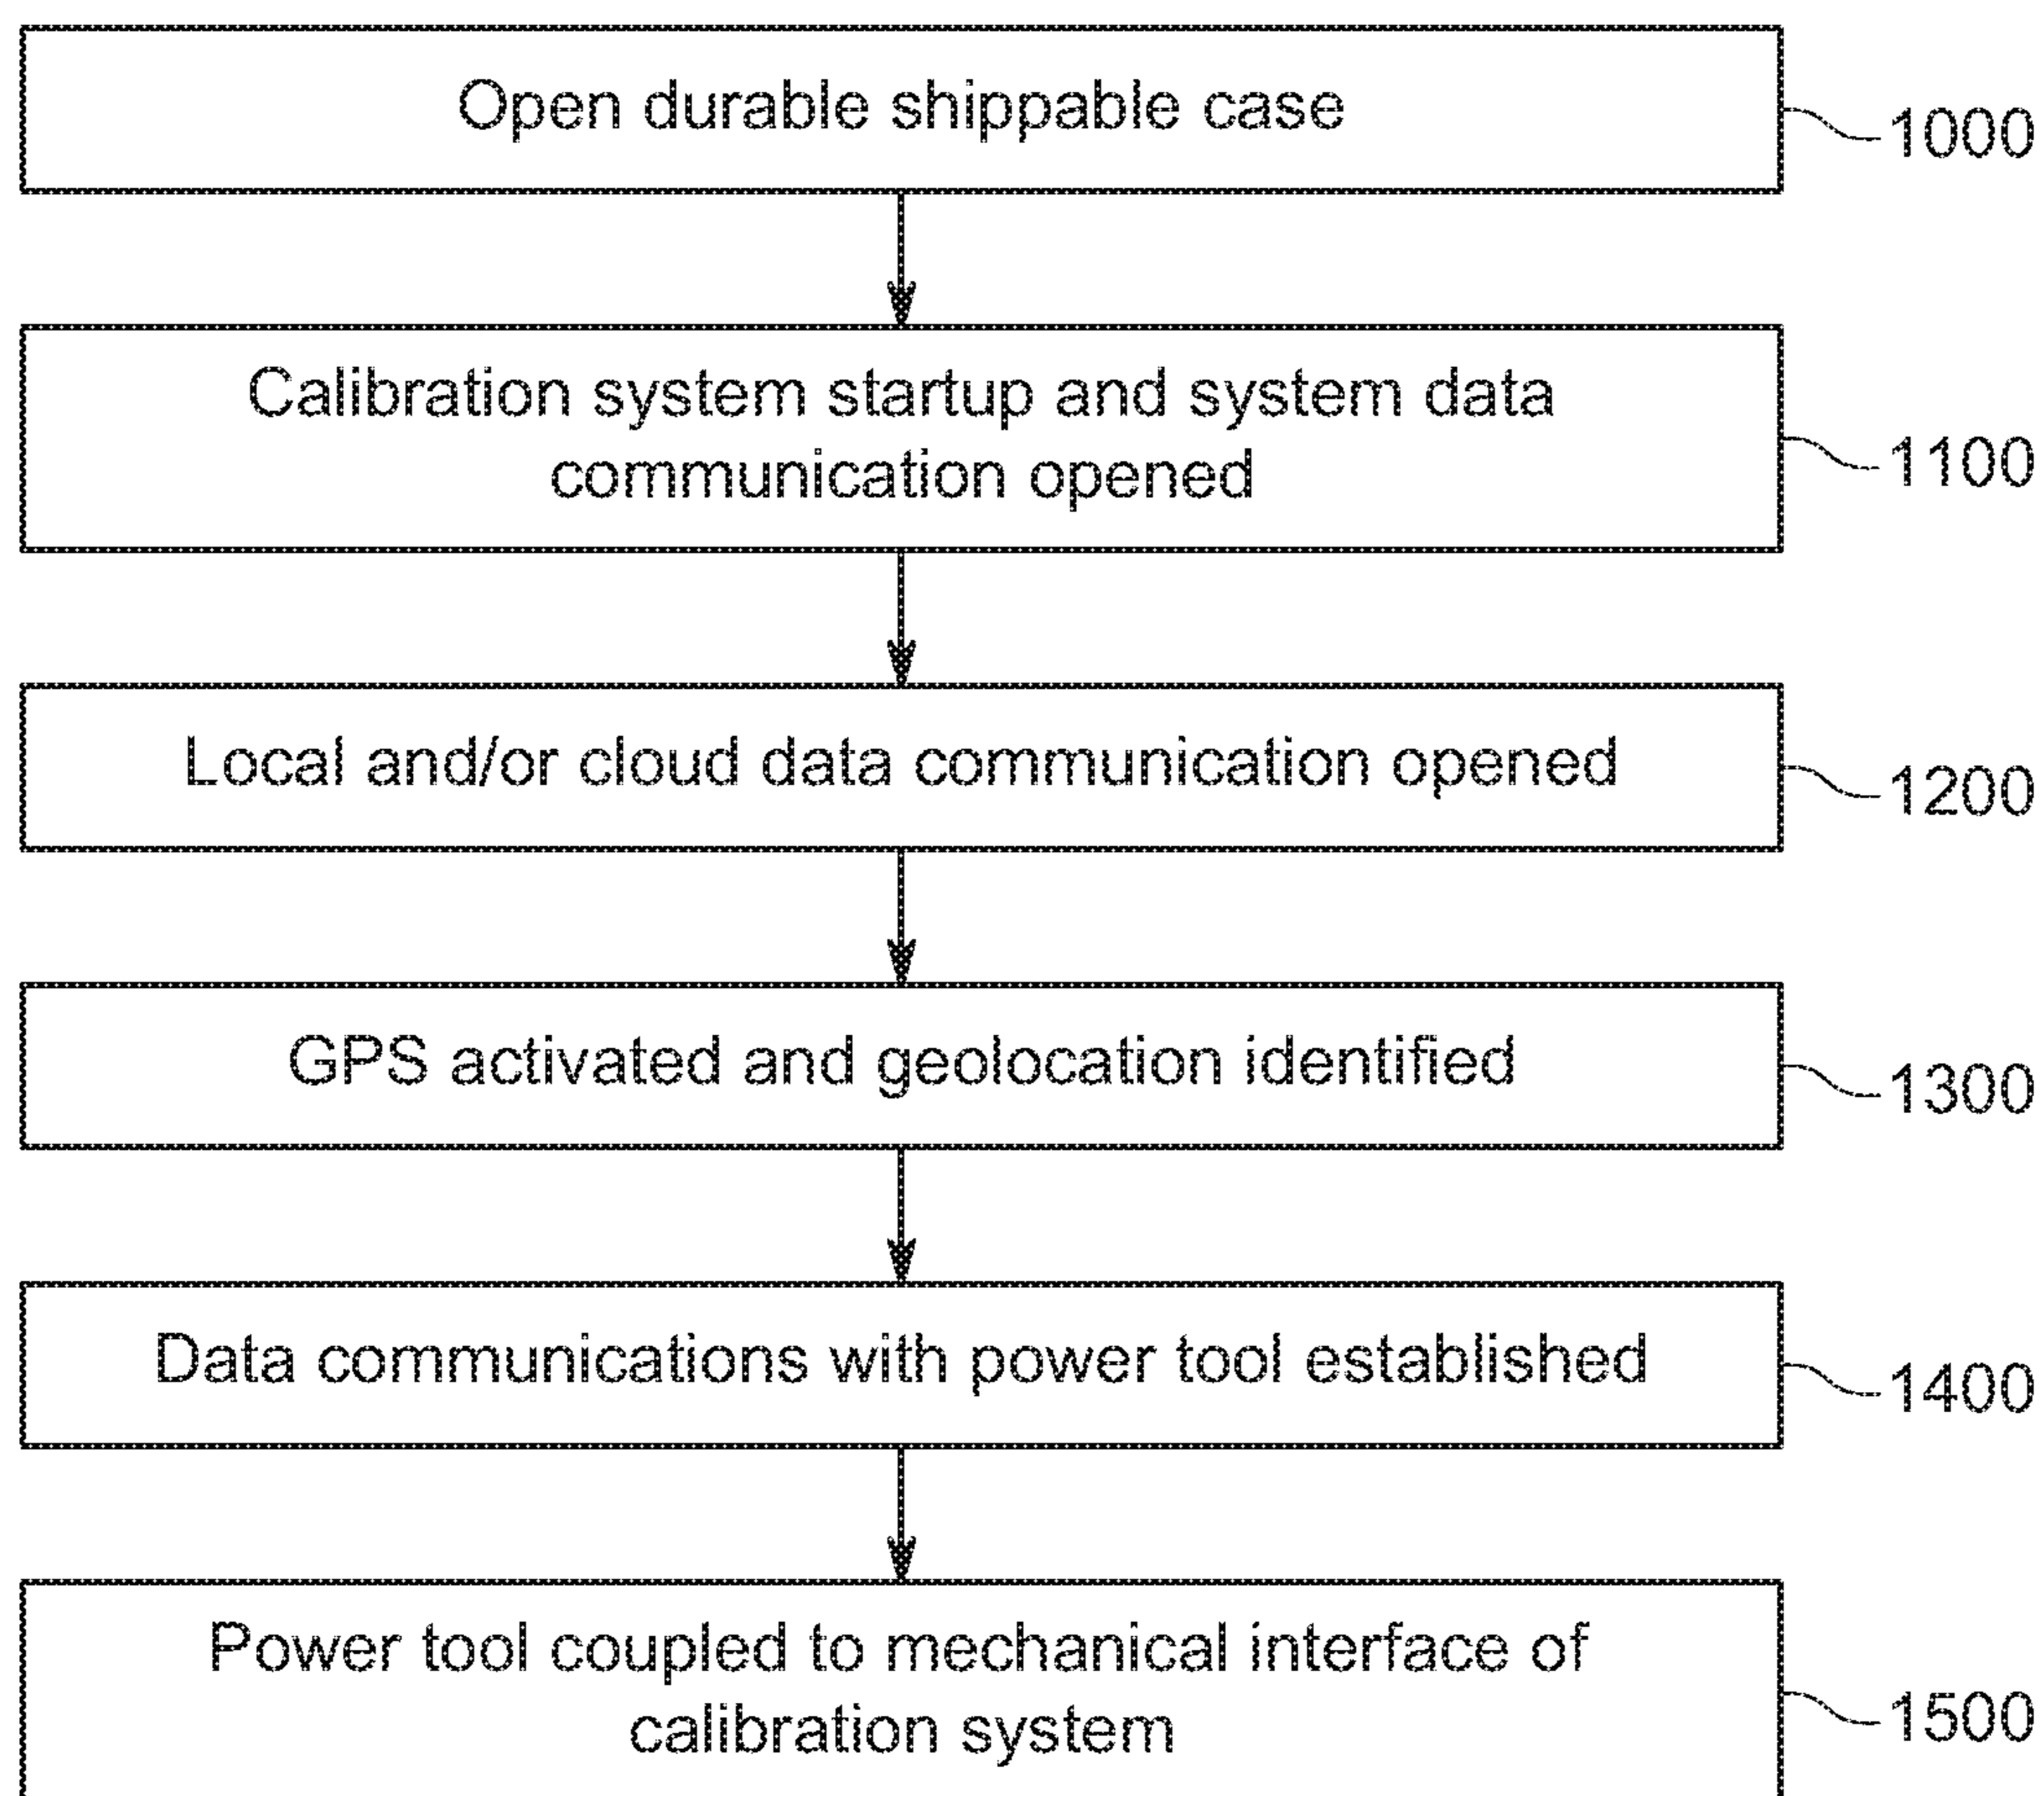 Open durable shippable case
1000
Calibration system startup and system data
communication opened
1100
Local and/or cloud data communication opened
1200
GPS activated and geolocation identified
1300
Data communications with power tool established
1400
Power tool coupled to mechanical interface of
calibration system
1500